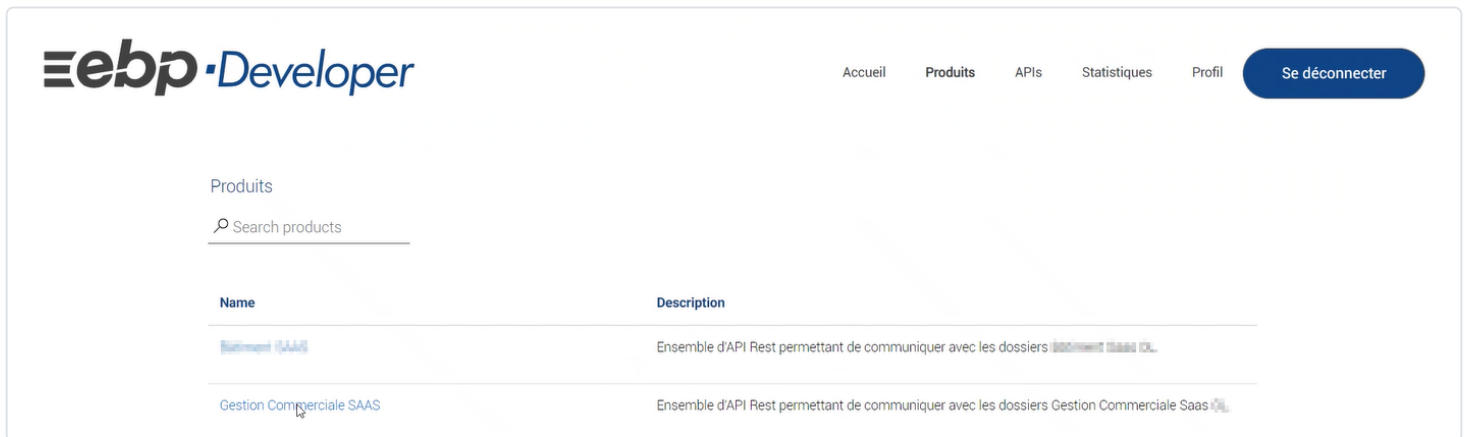 ebp·Developer
Accueil Produits APIs Statistiques Profil Se déconnecter
Produits
Search products
Name Description
Ensemble d'API Rest permettant de communiquer avec les dossiers
Gestion Commerciale SAAS Ensemble d'API Rest permettant de communiquer avec les dossiers Gestion Commerciale Saas